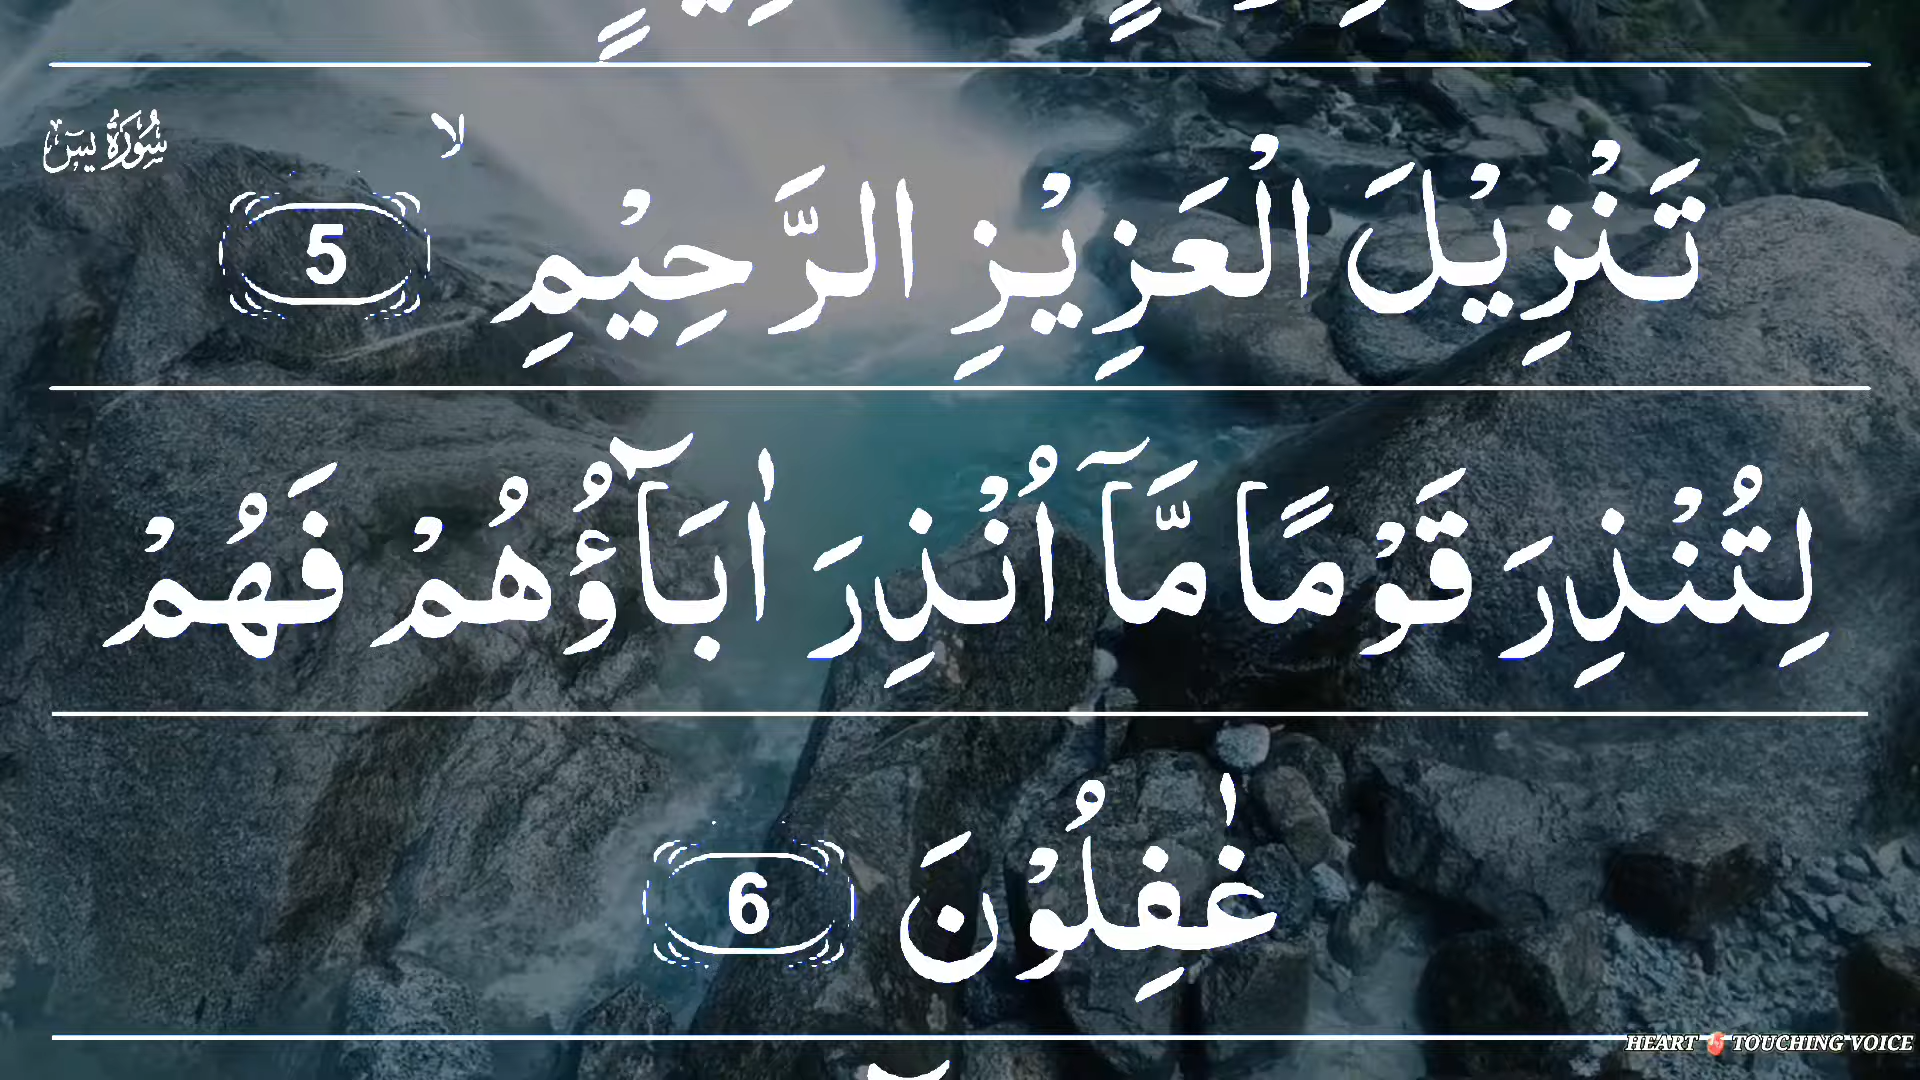 سُوْرَةُ يٰسٓ
تَنْزِيْلَ الْعَزِيْزِ الرَّحِيْمِ ۙ 5
لِتُنْذِرَ قَوْمًا مَّاۤ اُنْذِرَ اٰبَآؤُهُمْ فَهُمْ
غٰفِلُوْنَ 6
HEART TOUCHING VOICE